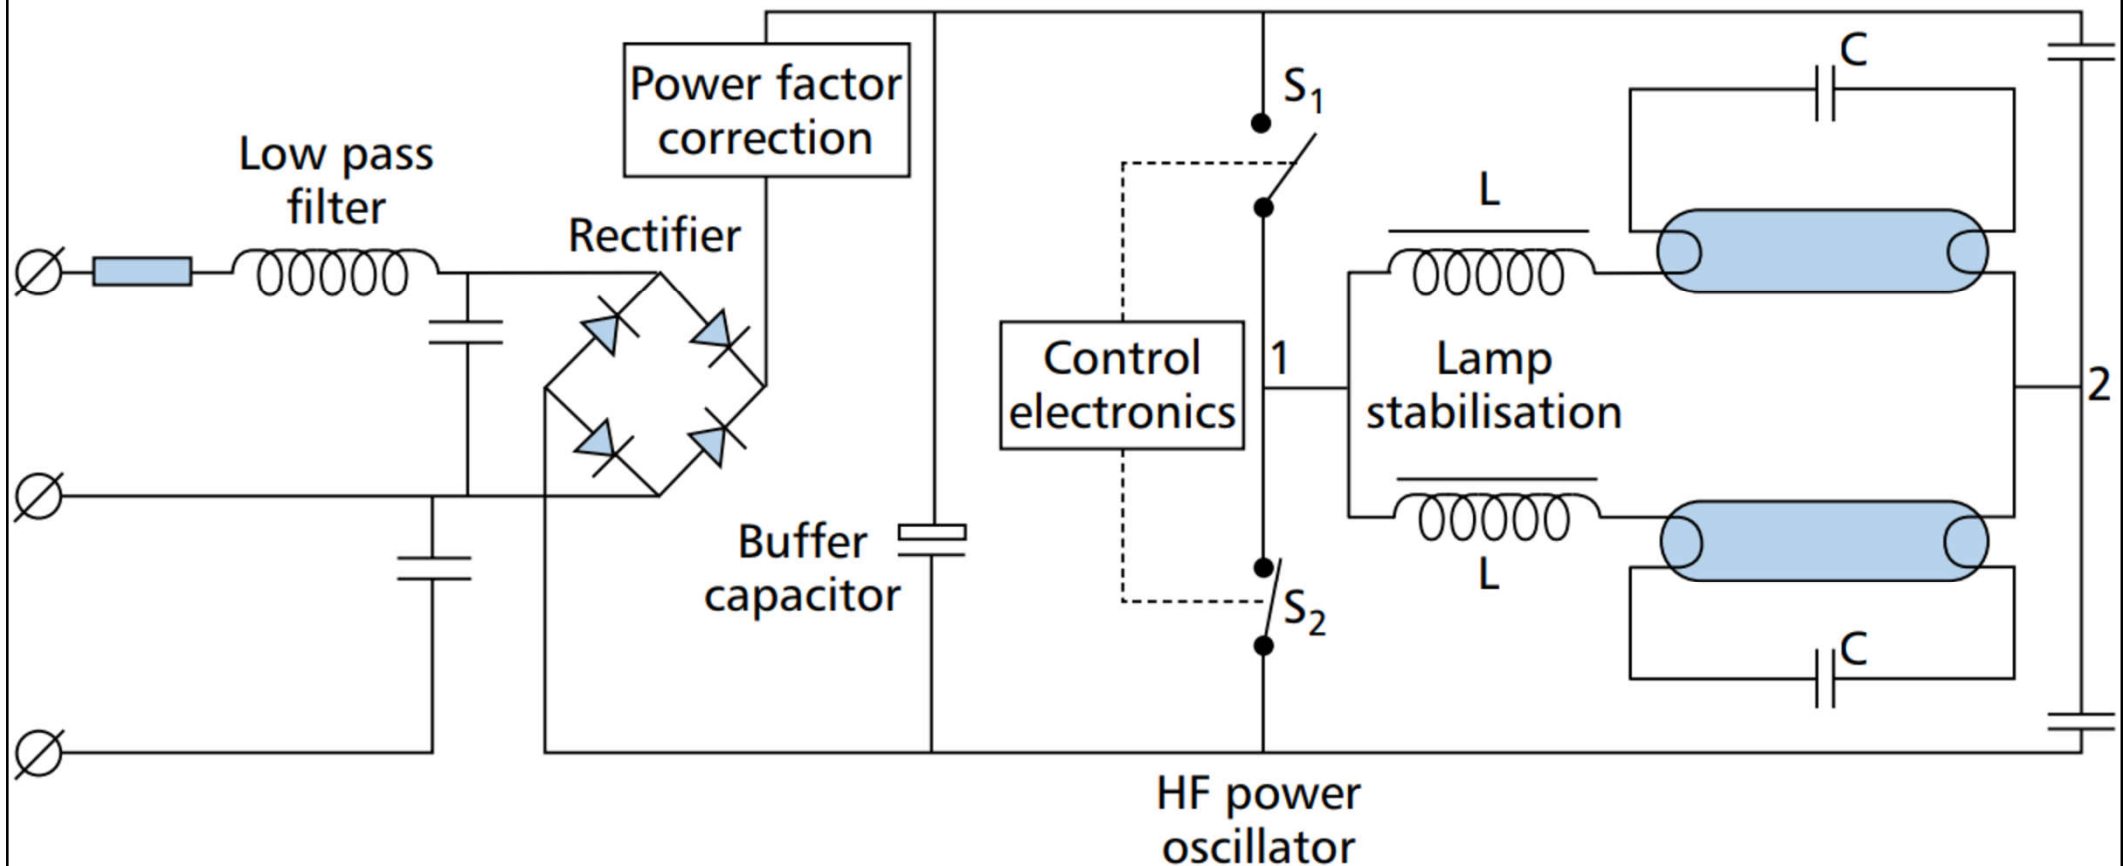 Power factor
correction
Low pass
filter
Rectifier
Buffer
capacitor
Control
electronics
S1
S2
1
L
Lamp
stabilisation
L
C
C
2
HF power
oscillator